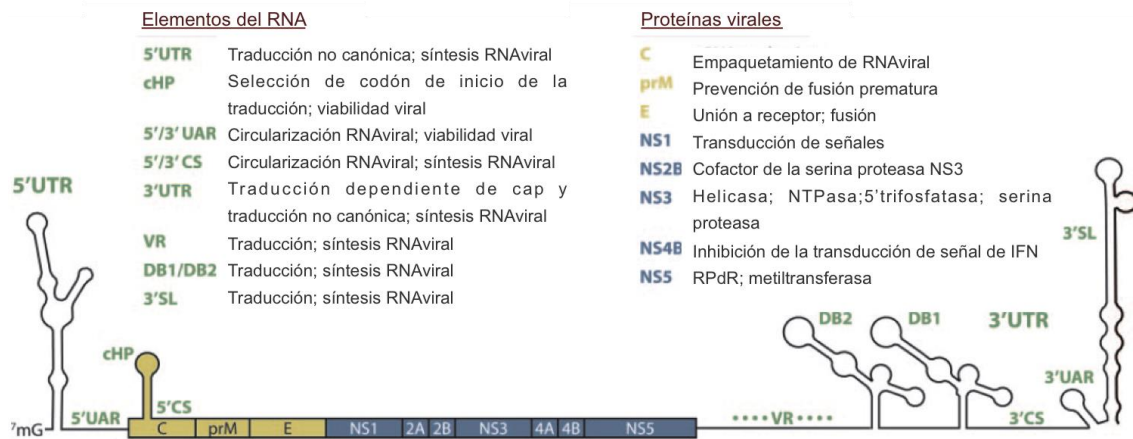 Elementos del RNA
5'UTR Traducción no canónica; síntesis RNAviral
cHP Selección de codón de inicio de la
traducción; viabilidad viral
5'/3'UAR Circularización RNAviral; viabilidad viral
5'/3'CS Circularización RNAviral; síntesis RNAviral
3'UTR Traducción dependiente de cap y
traducción no canónica; síntesis RNAviral
VR Traducción; síntesis RNAviral
DB1/DB2 Traducción; síntesis RNAviral
3'SL Traducción; síntesis RNAviral
Proteínas virales
C Empaquetamiento de RNAviral
prM Prevención de fusión prematura
E Unión a receptor; fusión
NS1 Transducción de señales
NS2B Cofactor de la serina proteasa NS3
NS3 Helicasa; NTPasa;5'trifosfatasa; serina
proteasa
NS4B Inhibición de la transducción de señal de IFN
NS5 RPdR; metiltransferasa
5'UTR
3'SL
DB2 DB1 3'UTR
cHP
3'UAR
5'UAR 5'CS
VR 3'CS
7mG C prM E NS1 2A 2B NS3 4A 4B NS5